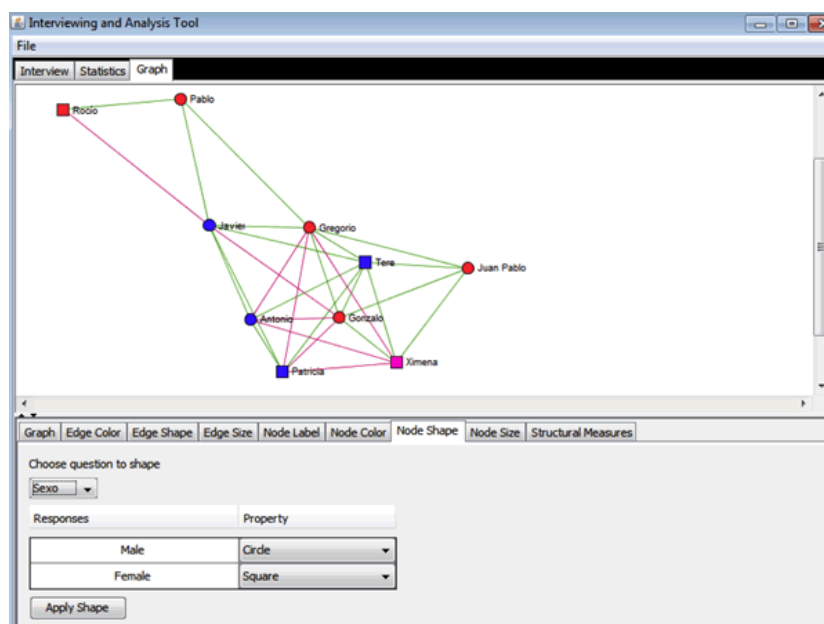 Interviewing and Analysis Tool
File
Interview Statistics Graph
Rocio
Pablo
Javier
Gregorio
Tere
Juan Pablo
Antonio
Gonzalo
Ximena
Patricia
Graph Edge Color Edge Shape Edge Size Node Label Node Color Node Shape Node Size Structural Measures
Choose question to shape
Sexo
Responses Property
Male Circle
Female Square
Apply Shape